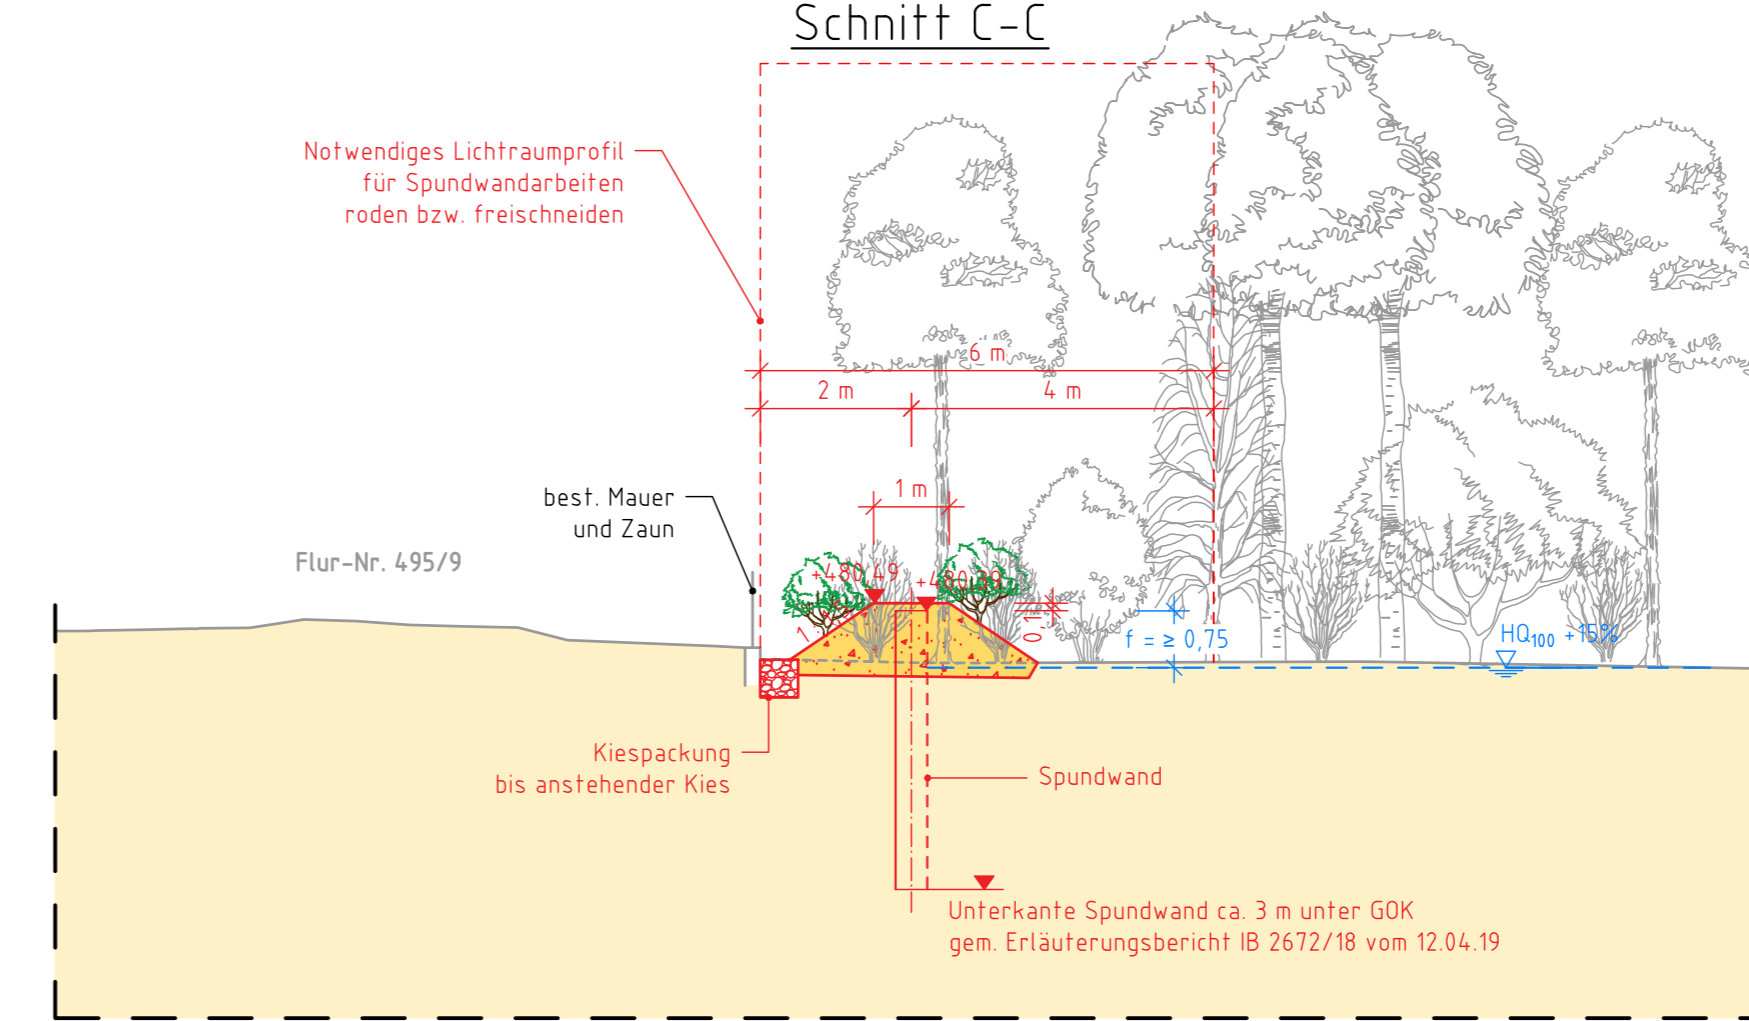 Schnitt C-C
Notwendiges Lichtraumprofil
für Spundwandarbeiten
roden bzw. freischneiden
6 m
2 m
4 m
1 m
best. Mauer
und Zaun
Flur-Nr. 495/9
+480,49
0,1
f = ≥ 0,75
HQ100 +15%
Kiespackung
bis anstehender Kies
Spundwand
Unterkante Spundwand ca. 3 m unter GOK
gem. Erläuterungsbericht IB 2672/18 vom 12.04.19